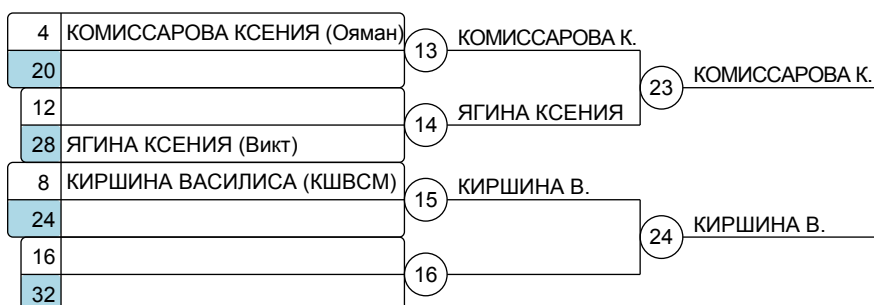 4 КОМИССАРОВА КСЕНИЯ (Ояман)
13 КОМИССАРОВА К.
20
23 КОМИССАРОВА К.
12
14 ЯГИНА КСЕНИЯ
28 ЯГИНА КСЕНИЯ (Викт)
8 КИРШИНА ВАСИЛИСА (КШВСМ)
15 КИРШИНА В.
24
24 КИРШИНА В.
16
16
32